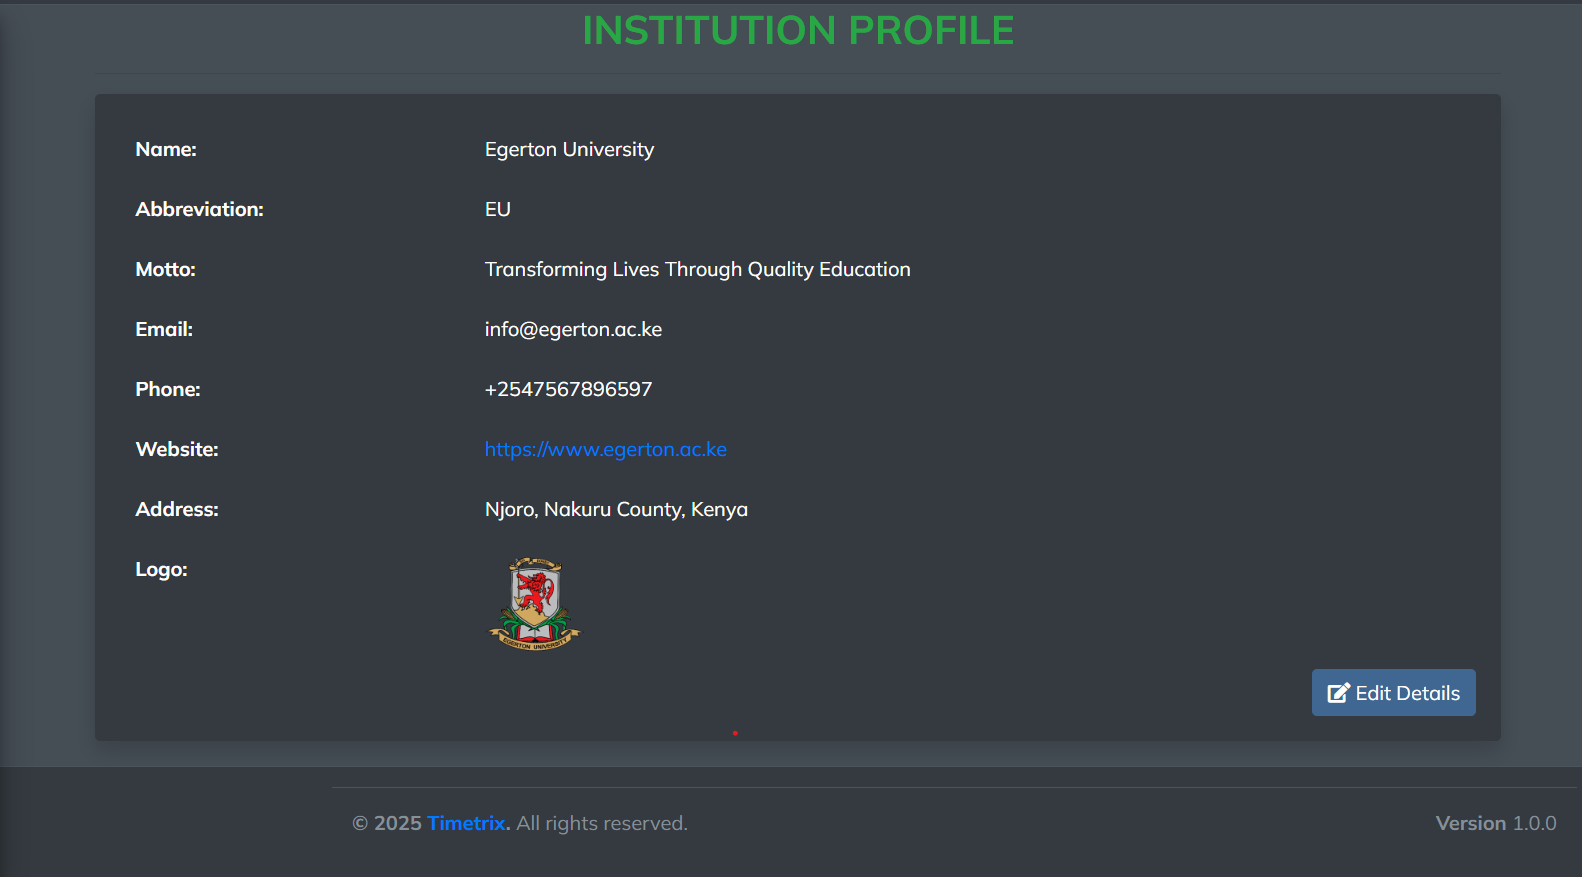 INSTITUTION PROFILE
Name: Egerton University
Abbreviation: EU
Motto: Transforming Lives Through Quality Education
Email: info@egerton.ac.ke
Phone: +2547567896597
Website: https://www.egerton.ac.ke
Address: Njoro, Nakuru County, Kenya
Logo:
EGERTON UNIVERSITY
Edit Details
© 2025 Timetrix. All rights reserved. Version 1.0.0